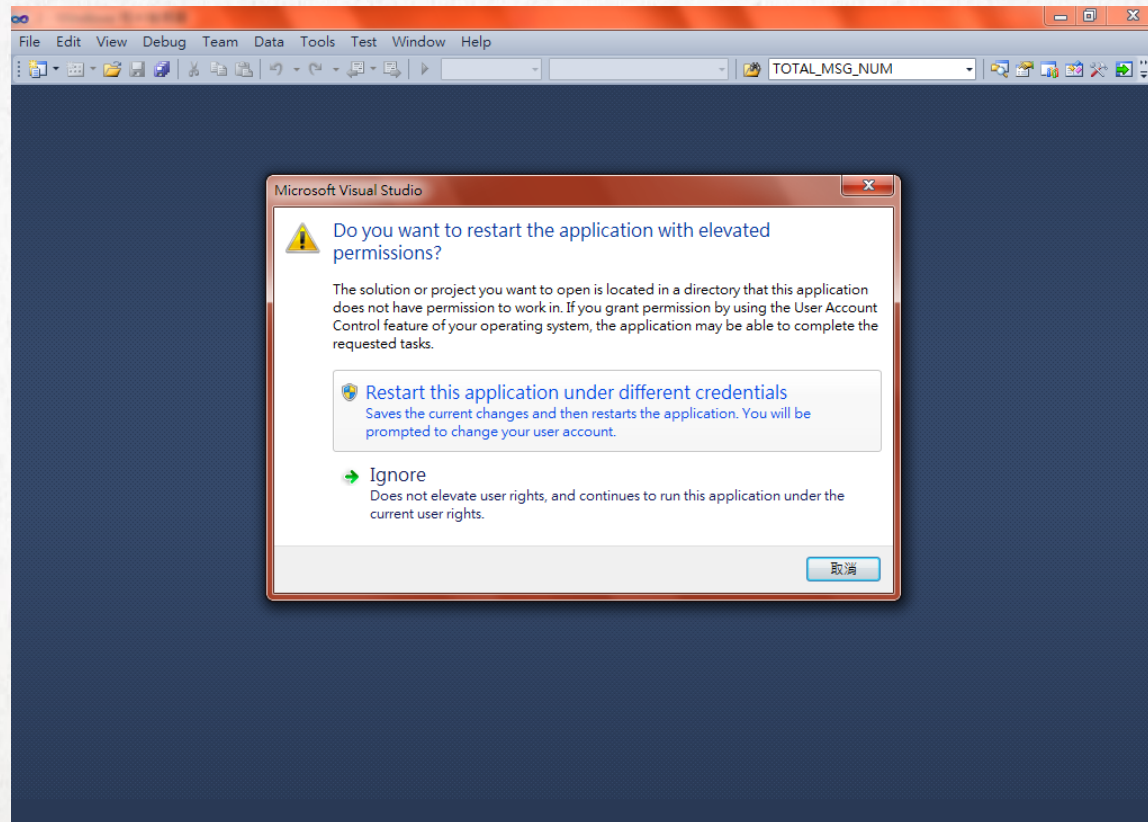 File Edit View Debug Team Data Tools Test Window Help
TOTAL_MSG_NUM
Microsoft Visual Studio
Do you want to restart the application with elevated
permissions?
The solution or project you want to open is located in a directory that this application
does not have permission to work in. If you grant permission by using the User Account
Control feature of your operating system, the application may be able to complete the
requested tasks.
Restart this application under different credentials
Saves the current changes and then restarts the application. You will be
prompted to change your user account.
Ignore
Does not elevate user rights, and continues to run this application under the
current user rights.
取消